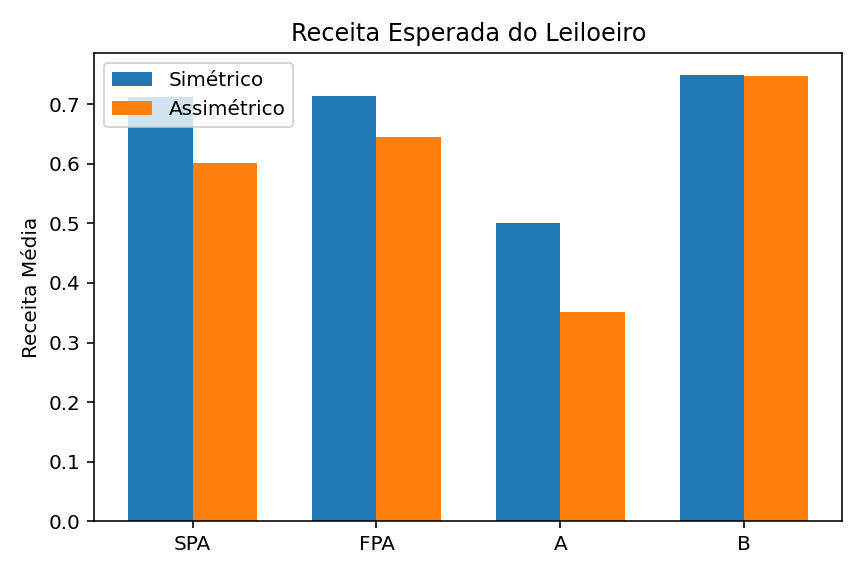 Receita Esperada do Leiloeiro
Simétrico
Assimétrico
Receita Média
0.7
0.6
0.5
0.4
0.3
0.2
0.1
0.0
SPA FPA A B